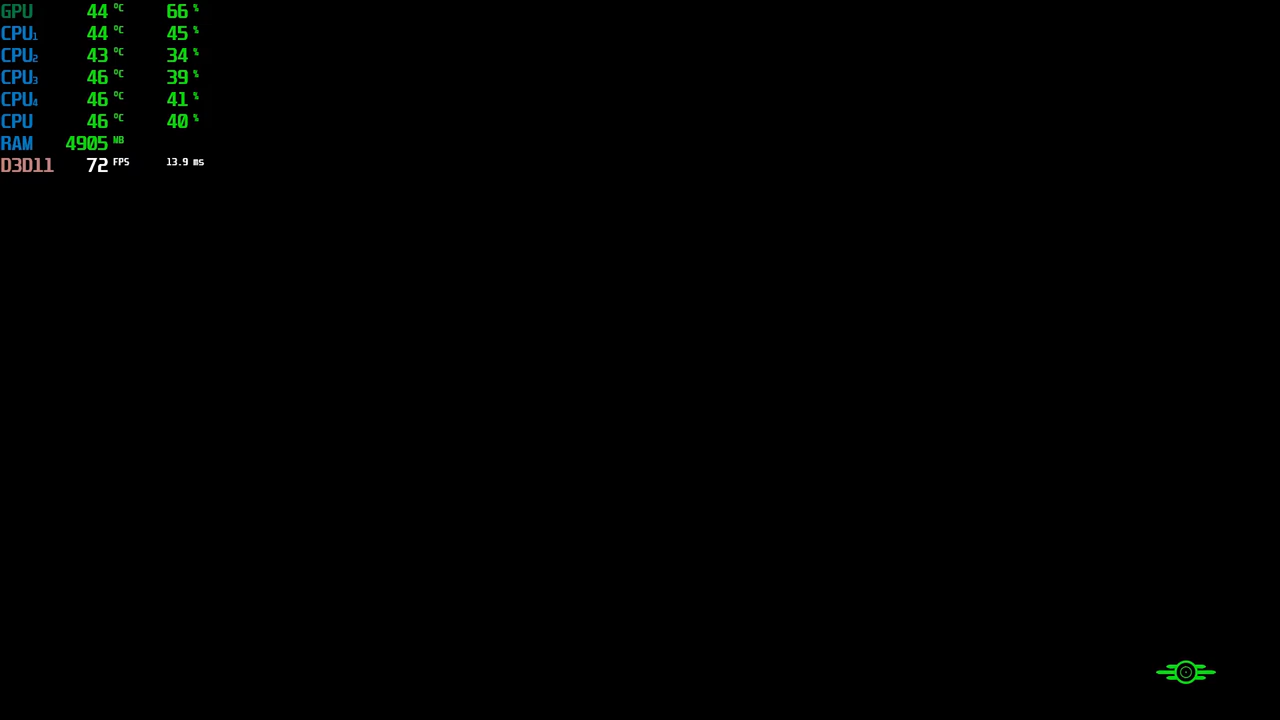 GPU 44 °C 66 %
CPU1 44 °C 45 %
CPU2 43 °C 34 %
CPU3 46 °C 39 %
CPU4 46 °C 41 %
CPU 46 °C 40 %
RAM 4905 MB
D3D11 72 FPS 13.9 ms